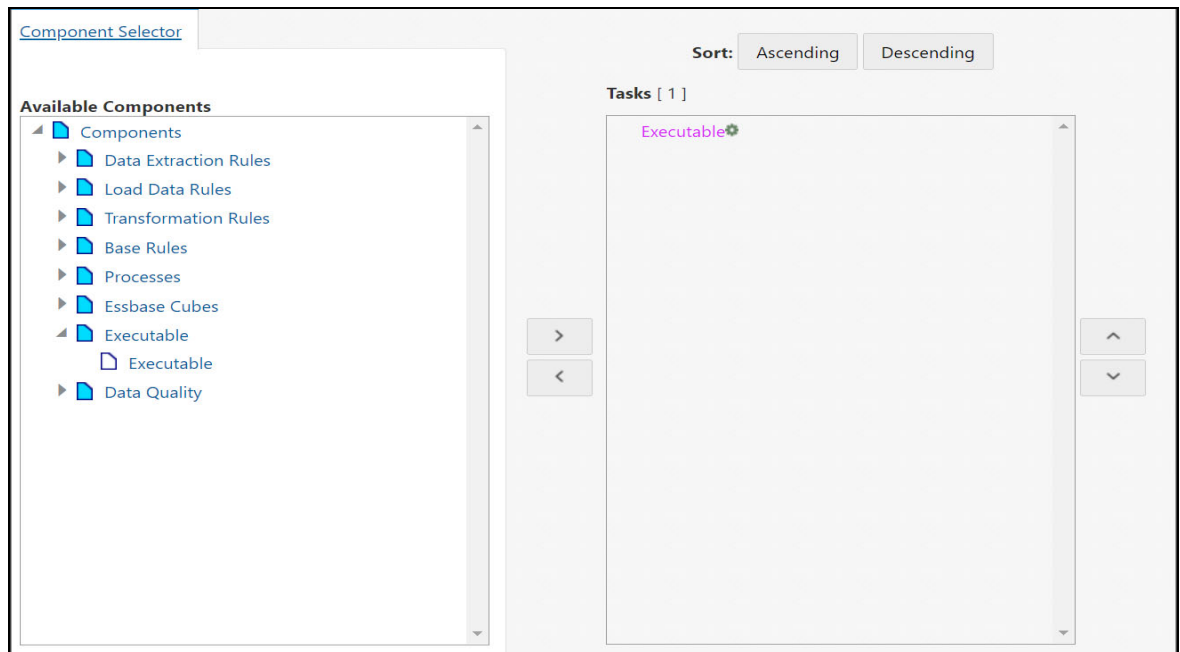 Component Selector
Sort: Ascending Descending
Tasks [ 1 ]
Available Components
Components
Data Extraction Rules
Load Data Rules
Transformation Rules
Base Rules
Processes
Essbase Cubes
Executable
Executable
Data Quality
Executable